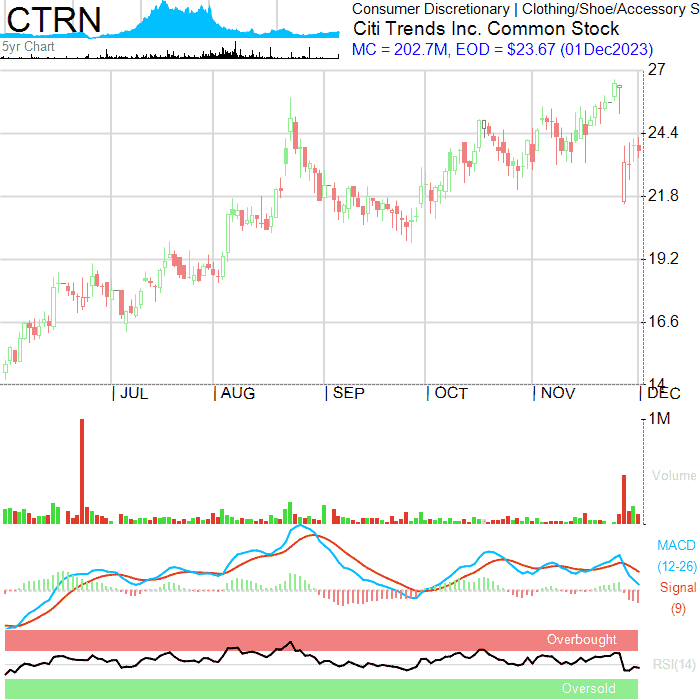 CTRN
5yr Chart
Consumer Discretionary | Clothing/Shoe/Accessory S
Citi Trends Inc. Common Stock
MC = 202.7M, EOD = $23.67 (01Dec2023)
27
24.4
21.8
19.2
16.6
14
| JUL | AUG | SEP | OCT | NOV | DEC
1M
Volume
MACD
(12-26)
Signal
(9)
Overbought
RSI(14)
Oversold